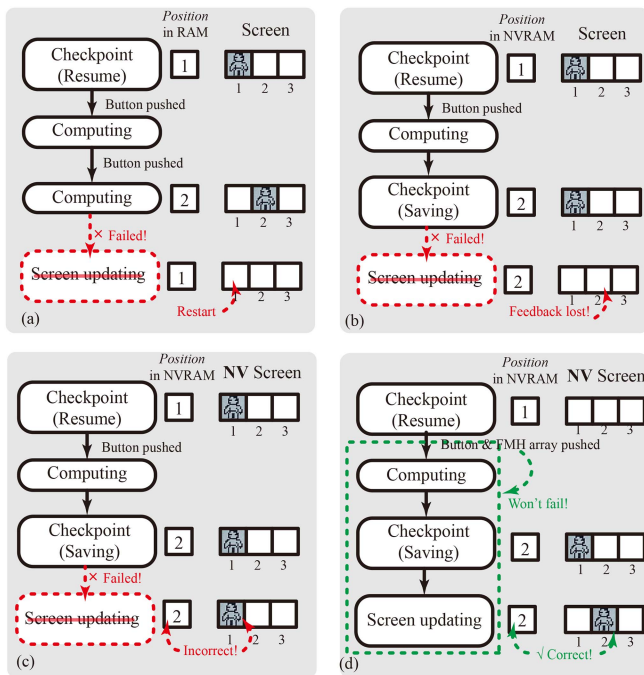 Position
in RAM
Screen
Checkpoint
(Resume)
1
1 2 3
Button pushed
Computing
Button pushed
Computing
2
× Failed!
Screen updating
1
1 2 3
Restart
(a)
Position
in NVRAM
Screen
Checkpoint
(Resume)
1
1 2 3
Button pushed
Computing
Checkpoint
(Saving)
2
1 2 3
× Failed!
Screen updating
2
1 2 3
Feedback lost!
(b)
Position
in NVRAM
NV Screen
Checkpoint
(Resume)
1
1 2 3
Button pushed
Computing
Checkpoint
(Saving)
2
1 2 3
× Failed!
Screen updating
2
1 2 3
Incorrect!
(c)
Position
in NVRAM
NV Screen
Checkpoint
(Resume)
1
1 2 3
Button & FMH array pushed
Computing
Won't fail!
Checkpoint
(Saving)
2
1 2 3
Screen updating
2
1 2 3
√ Correct!
(d)